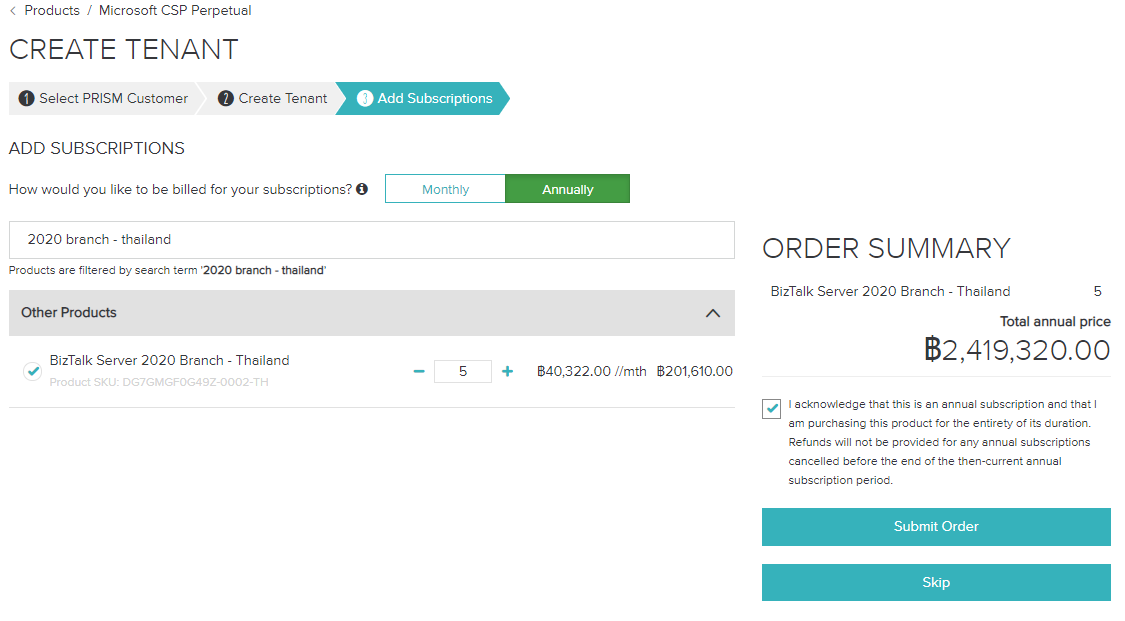 Products / Microsoft CSP Perpetual
CREATE TENANT
1 Select PRISM Customer
2 Create Tenant
3 Add Subscriptions
ADD SUBSCRIPTIONS
How would you like to be billed for your subscriptions?
Monthly
Annually
2020 branch - thailand
Products are filtered by search term '2020 branch - thailand'
Other Products
BizTalk Server 2020 Branch - Thailand
Product SKU: DG7GMGF0G49Z-0002-TH
5
฿40,322.00 //mth ฿201,610.00
ORDER SUMMARY
BizTalk Server 2020 Branch - Thailand 5
Total annual price
฿2,419,320.00
I acknowledge that this is an annual subscription and that I
am purchasing this product for the entirety of its duration.
Refunds will not be provided for any annual subscriptions
cancelled before the end of the then-current annual
subscription period.
Submit Order
Skip